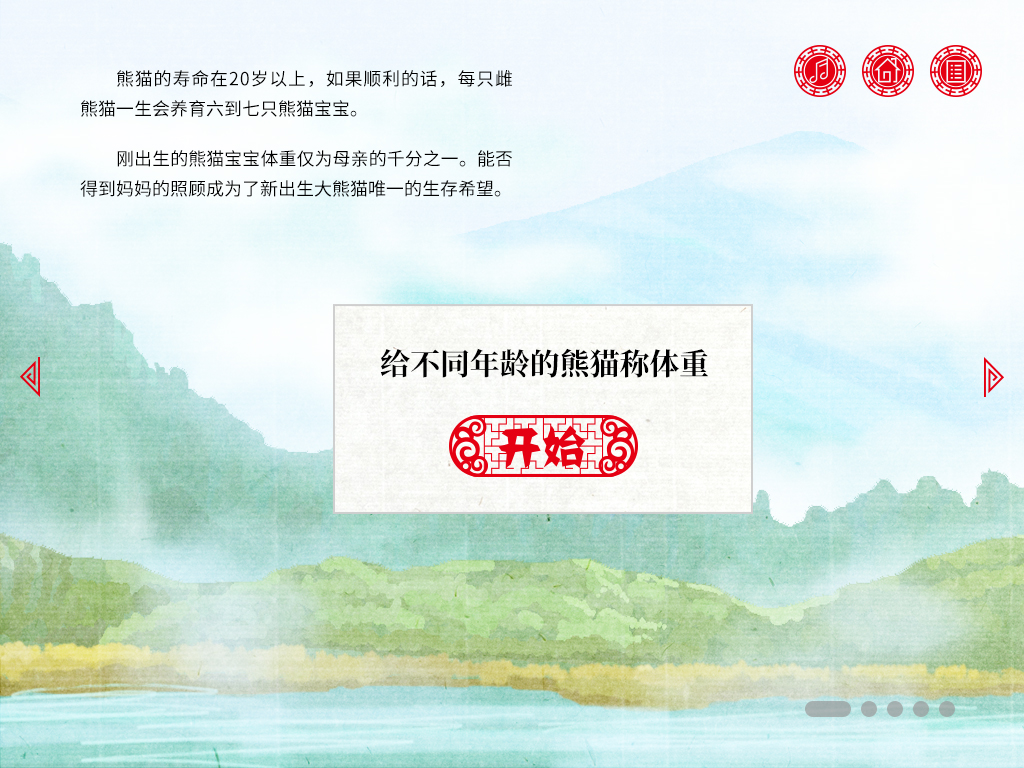 熊猫的寿命在20岁以上，如果顺利的话，每只雌
熊猫一生会养育六到七只熊猫宝宝。
刚出生的熊猫宝宝体重仅为母亲的千分之一。能否
得到妈妈的照顾成为了新出生大熊猫唯一的生存希望。
给不同年龄的熊猫称体重
开始